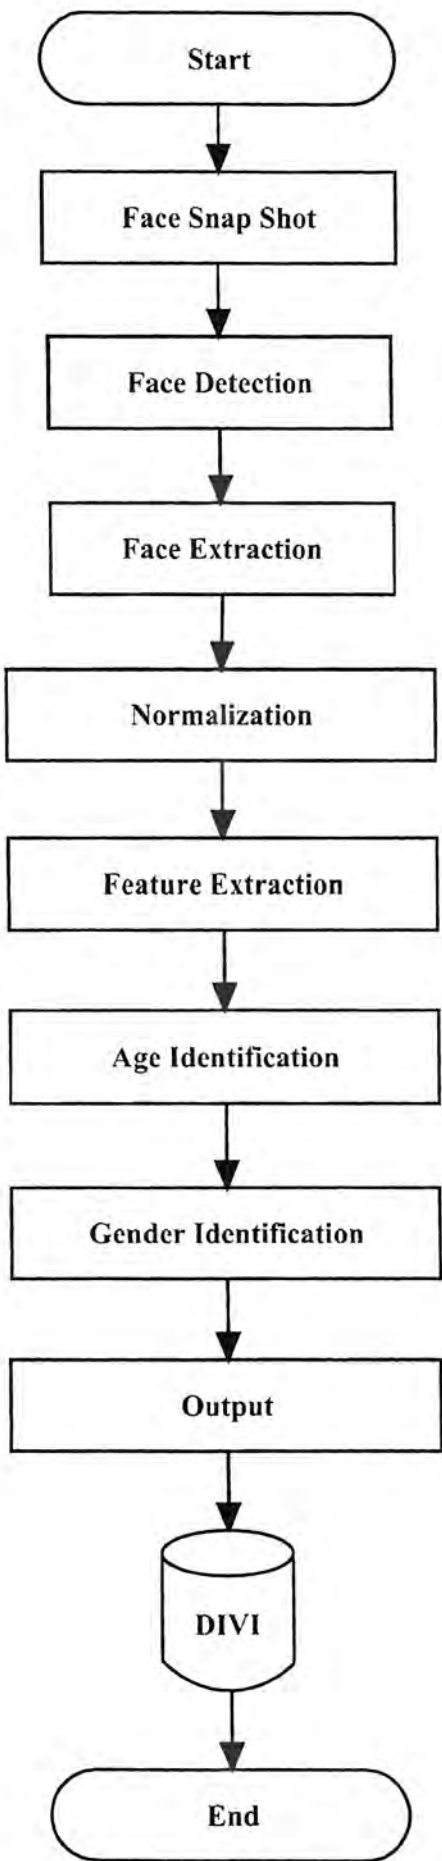 Start
Face Snap Shot
Face Detection
Face Extraction
Normalization
Feature Extraction
Age Identification
Gender Identification
Output
DIVI
End